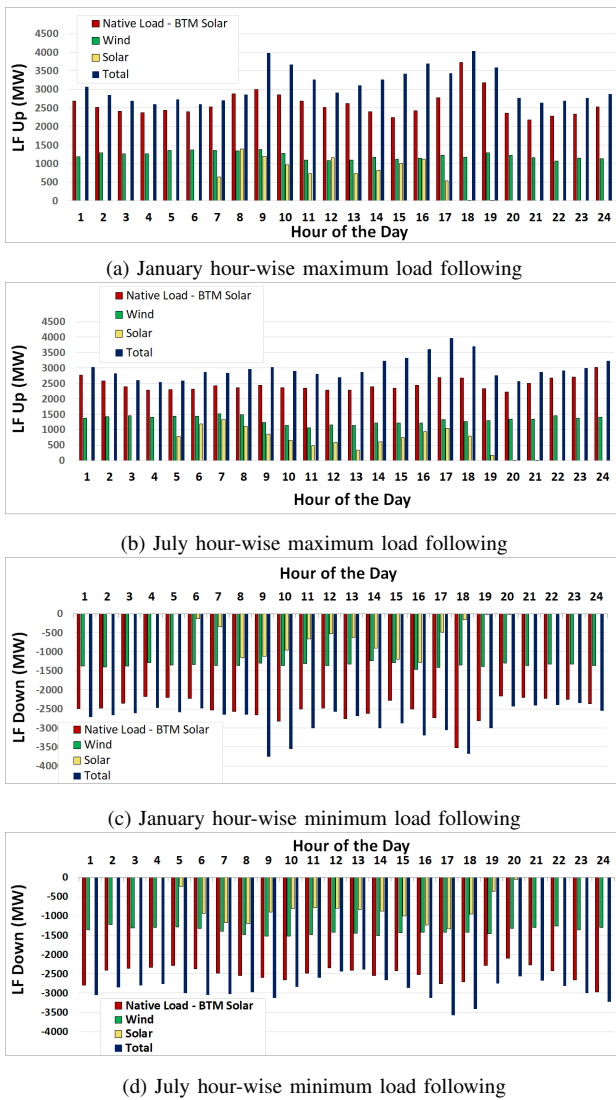 Native Load - BTM Solar
Wind
Solar
Total
LF Up (MW)
4500
4000
3500
3000
2500
2000
1500
1000
500
0
1 2 3 4 5 6 7 8 9 10 11 12 13 14 15 16 17 18 19 20 21 22 23 24
Hour of the Day
(a) January hour-wise maximum load following
Native Load - BTM Solar
Wind
Solar
Total
LF Up (MW)
4500
4000
3500
3000
2500
2000
1500
1000
500
0
1 2 3 4 5 6 7 8 9 10 11 12 13 14 15 16 17 18 19 20 21 22 23 24
Hour of the Day
(b) July hour-wise maximum load following
Hour of the Day
1 2 3 4 5 6 7 8 9 10 11 12 13 14 15 16 17 18 19 20 21 22 23 24
LF Down (MW)
0
-500
-1000
-1500
-2000
-2500
-3000
-3500
-4000
Native Load - BTM Solar
Wind
Solar
Total
(c) January hour-wise minimum load following
Hour of the Day
1 2 3 4 5 6 7 8 9 10 11 12 13 14 15 16 17 18 19 20 21 22 23 24
LF Down (MW)
0
-500
-1000
-1500
-2000
-2500
-3000
-3500
-4000
Native Load - BTM Solar
Wind
Solar
Total
(d) July hour-wise minimum load following